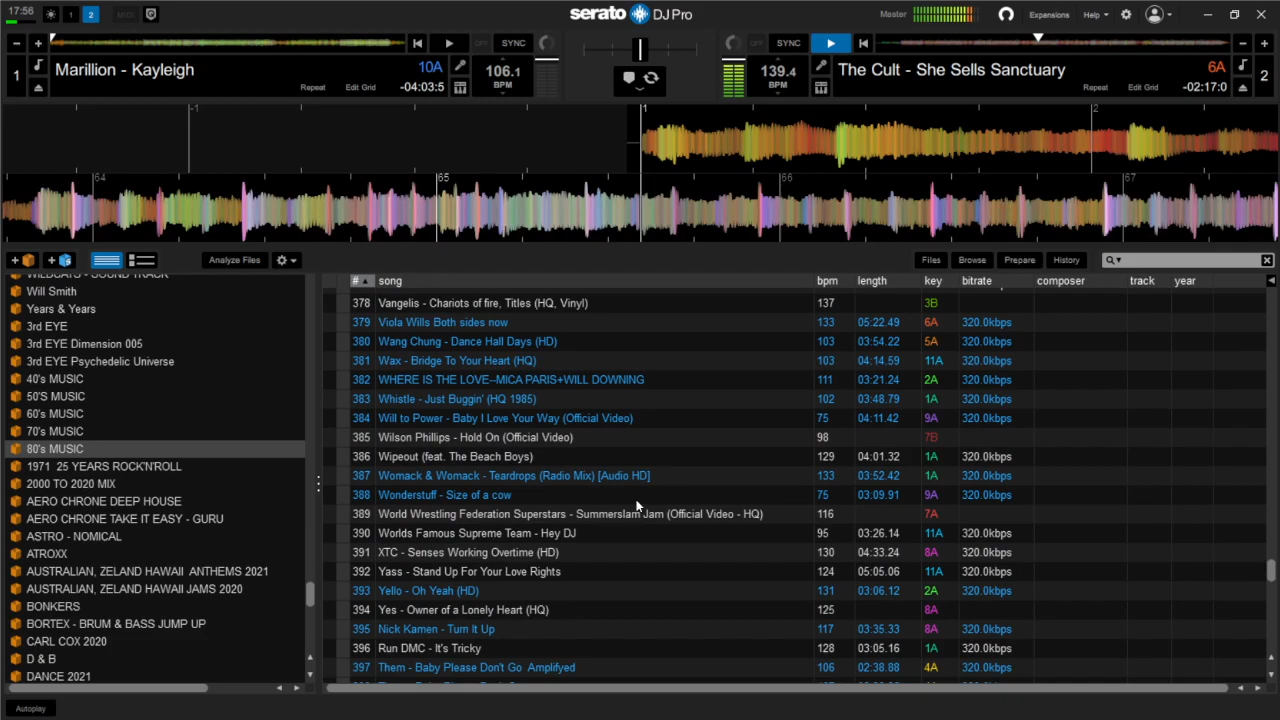 17:56 1 2 MIDI serato DJ Pro Master Expansions Help
SYNC SYNC
1 Marillion - Kayleigh 10A 106.1 BPM 139.4 BPM The Cult - She Sells Sanctuary 6A 2
Repeat Edit Grid -04:03:5 Repeat Edit Grid -02:17:0
-1 1 2
64 65 66 67
Analyze Files Files Browse Prepare History
# song bpm length key bitrate composer track year
WILDCATS - SOUND TRACK
Will Smith
Years & Years
3rd EYE
3rd EYE Dimension 005
3rd EYE Psychedelic Universe
40's MUSIC
50'S MUSIC
60's MUSIC
70's MUSIC
80's MUSIC
1971 25 YEARS ROCK'N'ROLL
2000 TO 2020 MIX
AERO CHRONE DEEP HOUSE
AERO CHRONE TAKE IT EASY - GURU
ASTRO - NOMICAL
ATROXX
AUSTRALIAN, ZELAND HAWAII ANTHEMS 2021
AUSTRALIAN, ZELAND HAWAII JAMS 2020
BONKERS
BORTEX - BRUM & BASS JUMP UP
CARL COX 2020
D & B
DANCE 2021
378 Vangelis - Chariots of fire, Titles (HQ, Vinyl) 137 3B
379 Viola Wills Both sides now 133 05:22.49 6A 320.0kbps
380 Wang Chung - Dance Hall Days (HD) 103 03:54.22 5A 320.0kbps
381 Wax - Bridge To Your Heart (HQ) 103 04:14.59 11A 320.0kbps
382 WHERE IS THE LOVE--MICA PARIS+WILL DOWNING 111 03:21.24 2A 320.0kbps
383 Whistle - Just Buggin' (HQ 1985) 102 03:48.79 1A 320.0kbps
384 Will to Power - Baby I Love Your Way (Official Video) 75 04:11.42 9A 320.0kbps
385 Wilson Phillips - Hold On (Official Video) 98 7B
386 Wipeout (feat. The Beach Boys) 129 04:01.32 1A 320.0kbps
387 Womack & Womack - Teardrops (Radio Mix) [Audio HD] 133 03:52.42 1A 320.0kbps
388 Wonderstuff - Size of a cow 75 03:09.91 9A 320.0kbps
389 World Wrestling Federation Superstars - Summerslam Jam (Official Video - HQ) 116 7A
390 Worlds Famous Supreme Team - Hey DJ 95 03:26.14 11A 320.0kbps
391 XTC - Senses Working Overtime (HD) 130 04:33.24 8A 320.0kbps
392 Yass - Stand Up For Your Love Rights 124 05:05.06 11A 320.0kbps
393 Yello - Oh Yeah (HD) 131 03:06.12 2A 320.0kbps
394 Yes - Owner of a Lonely Heart (HQ) 125 8A
395 Nick Kamen - Turn It Up 117 03:35.33 8A 320.0kbps
396 Run DMC - It's Tricky 128 03:05.16 1A 320.0kbps
397 Them - Baby Please Don't Go Amplifyed 106 02:38.88 4A 320.0kbps
Autoplay